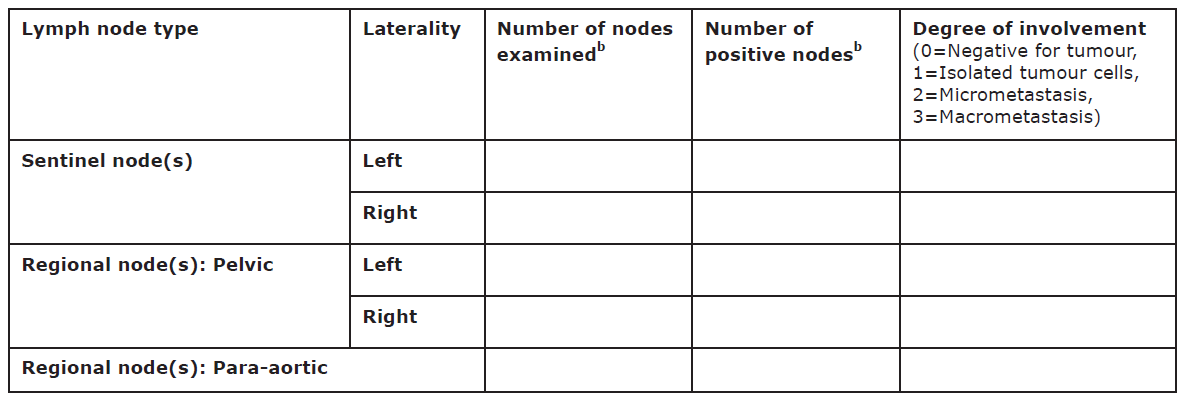 Lymph node type
Laterality
Number of nodes
examinedb
Number of
positive nodesb
Degree of involvement
(0=Negative for tumour,
1=Isolated tumour cells,
2=Micrometastasis,
3=Macrometastasis)
Sentinel node(s)
Left
Right
Regional node(s): Pelvic
Left
Right
Regional node(s): Para-aortic